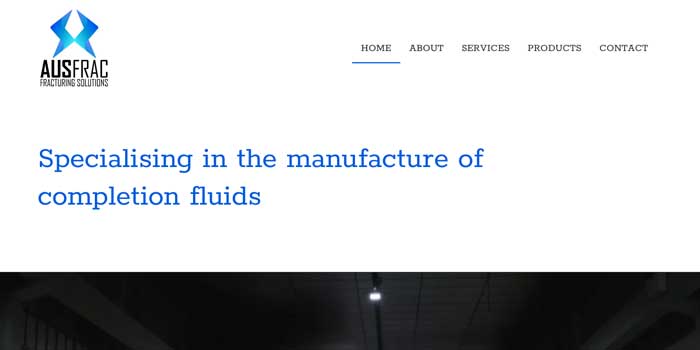 AUSFRAC
FRACTURING SOLUTIONS
HOME ABOUT SERVICES PRODUCTS CONTACT
Specialising in the manufacture of
completion fluids